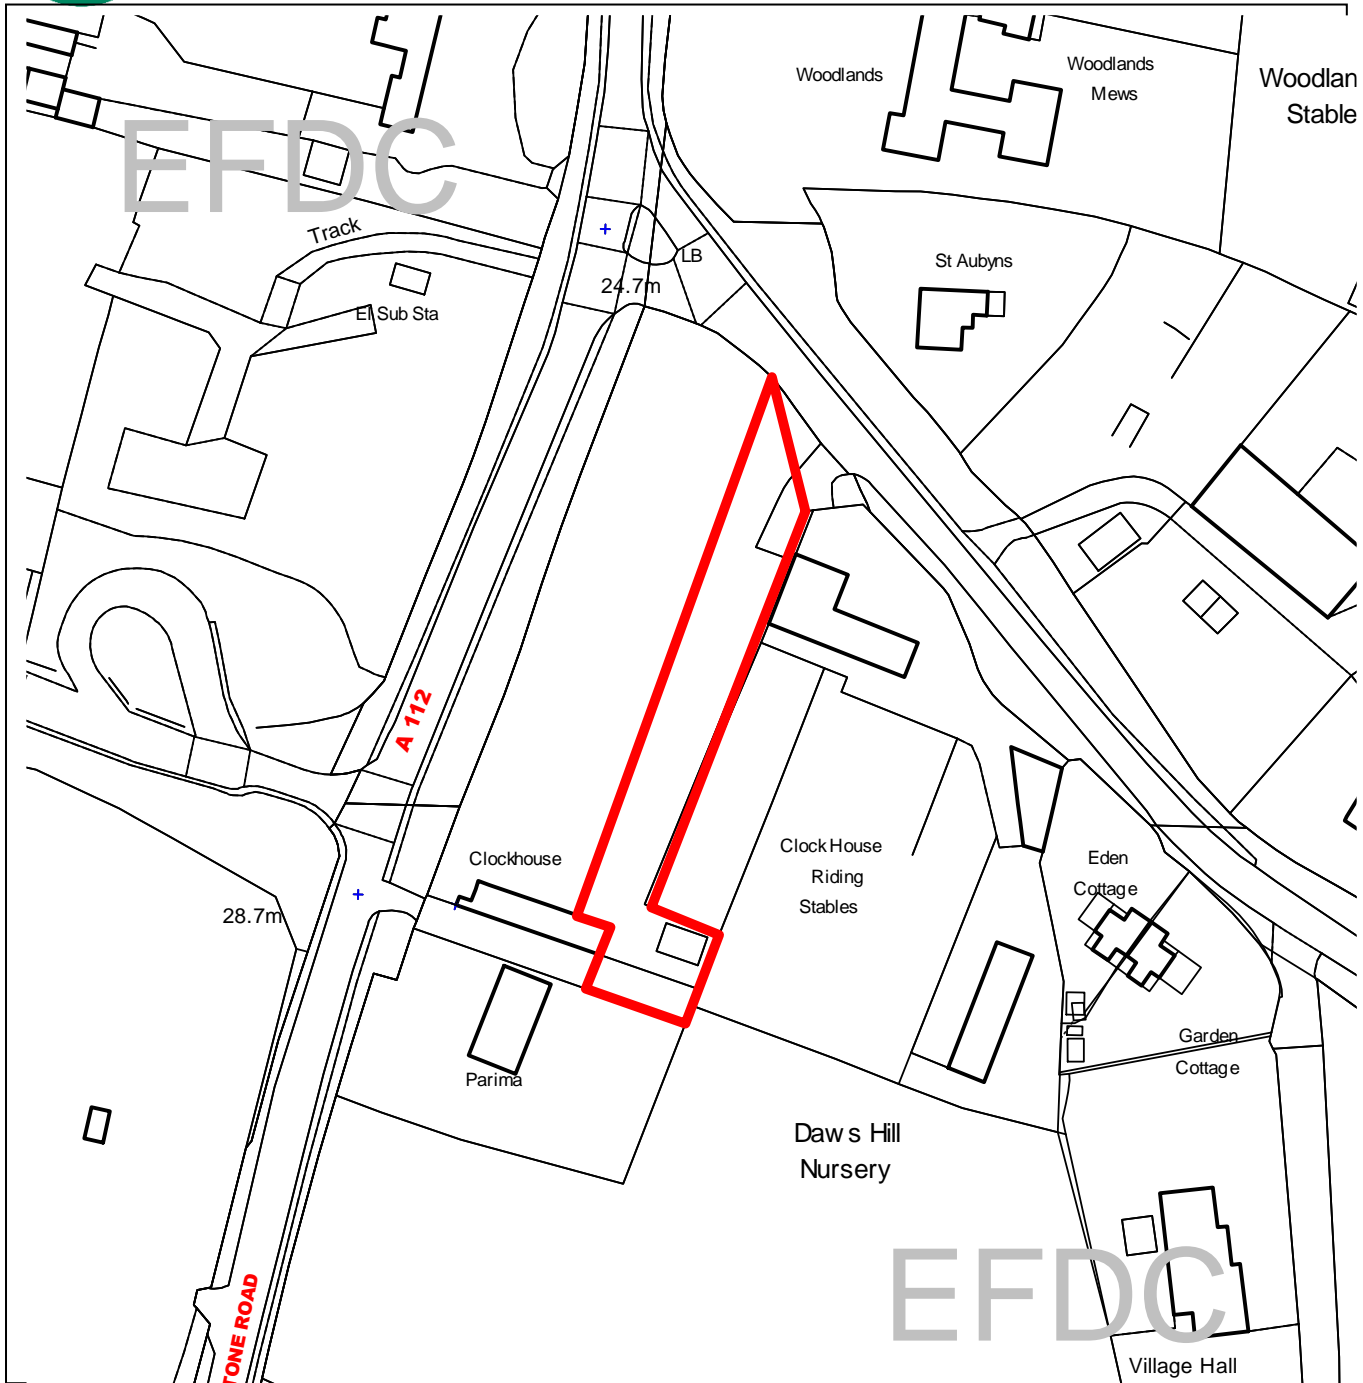 Woodlands
Woodlands
Mews
Woodlan
Stable
EFDC
Track
LB
St Aubyns
24.7m
El Sub Sta
A 112
Clockhouse
Clock House
Riding
Stables
Eden
Cottage
28.7m
Parima
Garden
Cottage
Daws Hill
Nursery
EFDC
TONE ROAD
Village Hall